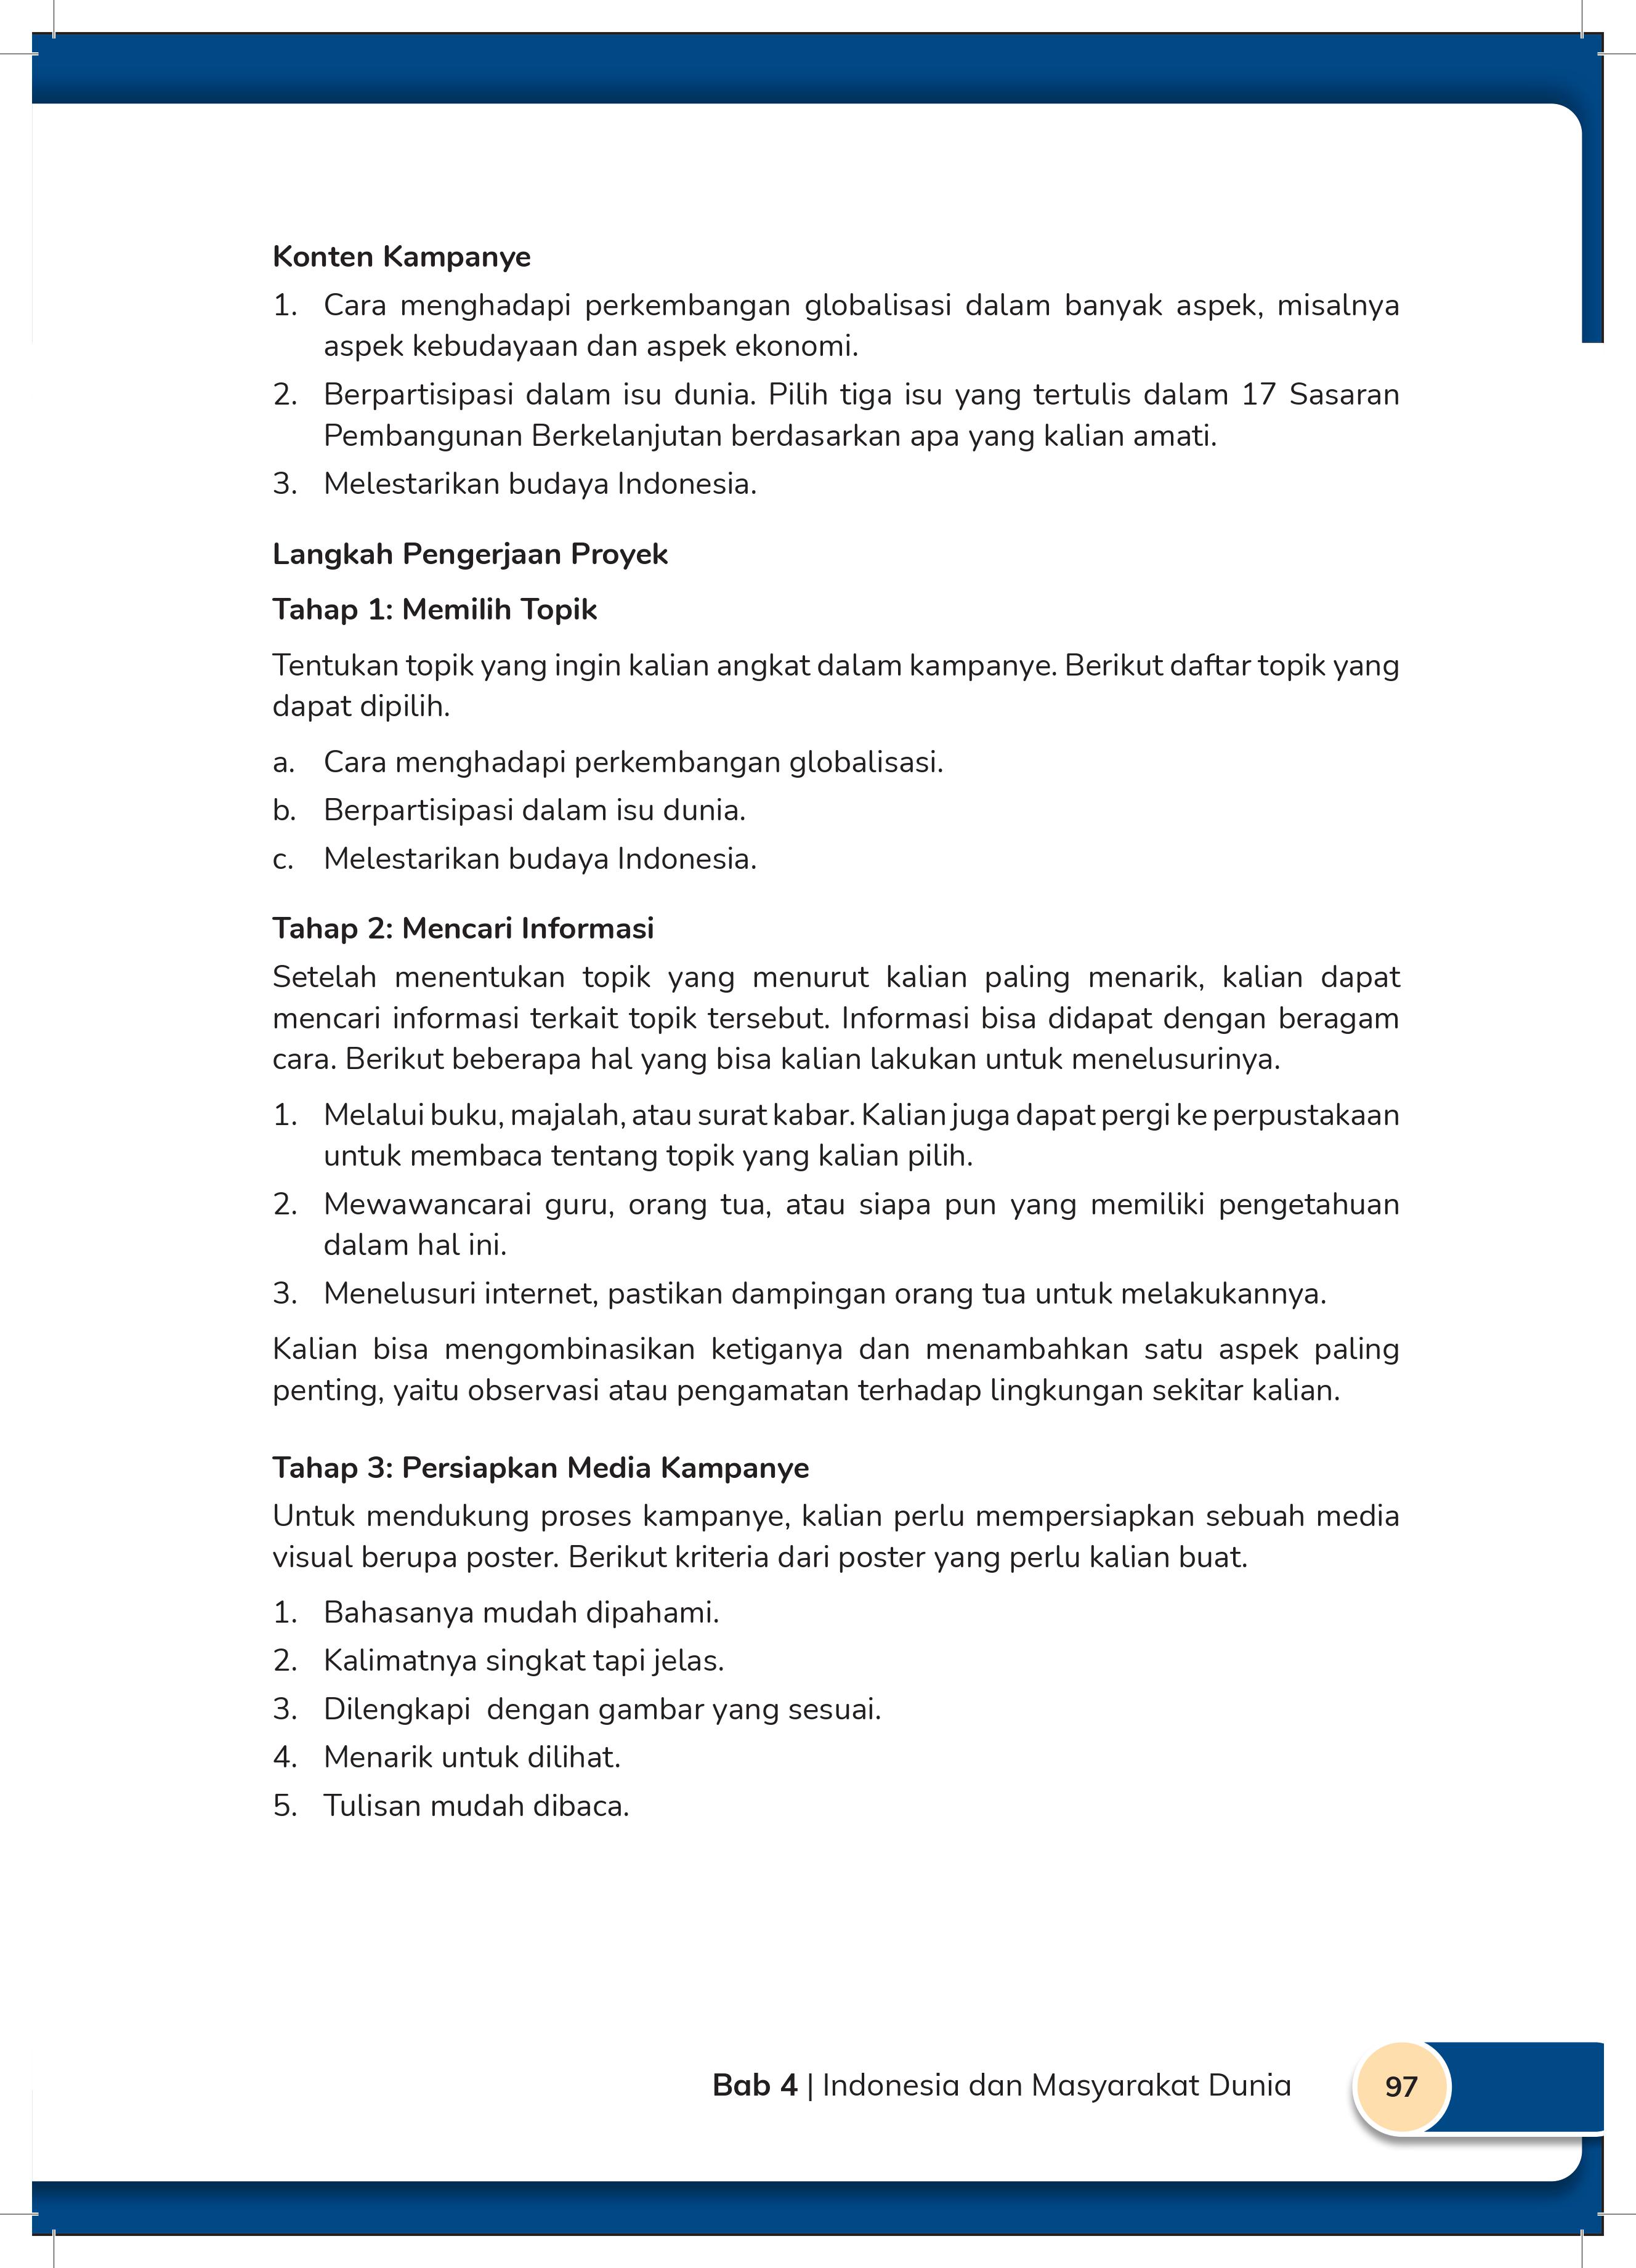 Konten Kampanye
1. Cara menghadapi perkembangan globalisasi dalam banyak aspek, misalnya
aspek kebudayaan dan aspek ekonomi.
2. Berpartisipasi dalam isu dunia. Pilih tiga isu yang tertulis dalam 17 Sasaran
Pembangunan Berkelanjutan berdasarkan apa yang kalian amati.
3. Melestarikan budaya Indonesia.
Langkah Pengerjaan Proyek
Tahap 1: Memilih Topik
Tentukan topik yang ingin kalian angkat dalam kampanye. Berikut daftar topik yang
dapat dipilih.
a. Cara menghadapi perkembangan globalisasi.
b. Berpartisipasi dalam isu dunia.
c. Melestarikan budaya Indonesia.
Tahap 2: Mencari Informasi
Setelah menentukan topik yang menurut kalian paling menarik, kalian dapat
mencari informasi terkait topik tersebut. Informasi bisa didapat dengan beragam
cara. Berikut beberapa hal yang bisa kalian lakukan untuk menelusurinya.
1. Melalui buku, majalah, atau surat kabar. Kalian juga dapat pergi ke perpustakaan
untuk membaca tentang topik yang kalian pilih.
2. Mewawancarai guru, orang tua, atau siapa pun yang memiliki pengetahuan
dalam hal ini.
3. Menelusuri internet, pastikan dampingan orang tua untuk melakukannya.
Kalian bisa mengombinasikan ketiganya dan menambahkan satu aspek paling
penting, yaitu observasi atau pengamatan terhadap lingkungan sekitar kalian.
Tahap 3: Persiapkan Media Kampanye
Untuk mendukung proses kampanye, kalian perlu mempersiapkan sebuah media
visual berupa poster. Berikut kriteria dari poster yang perlu kalian buat.
1. Bahasanya mudah dipahami.
2. Kalimatnya singkat tapi jelas.
3. Dilengkapi dengan gambar yang sesuai.
4. Menarik untuk dilihat.
5. Tulisan mudah dibaca.
Bab 4 | Indonesia dan Masyarakat Dunia
97